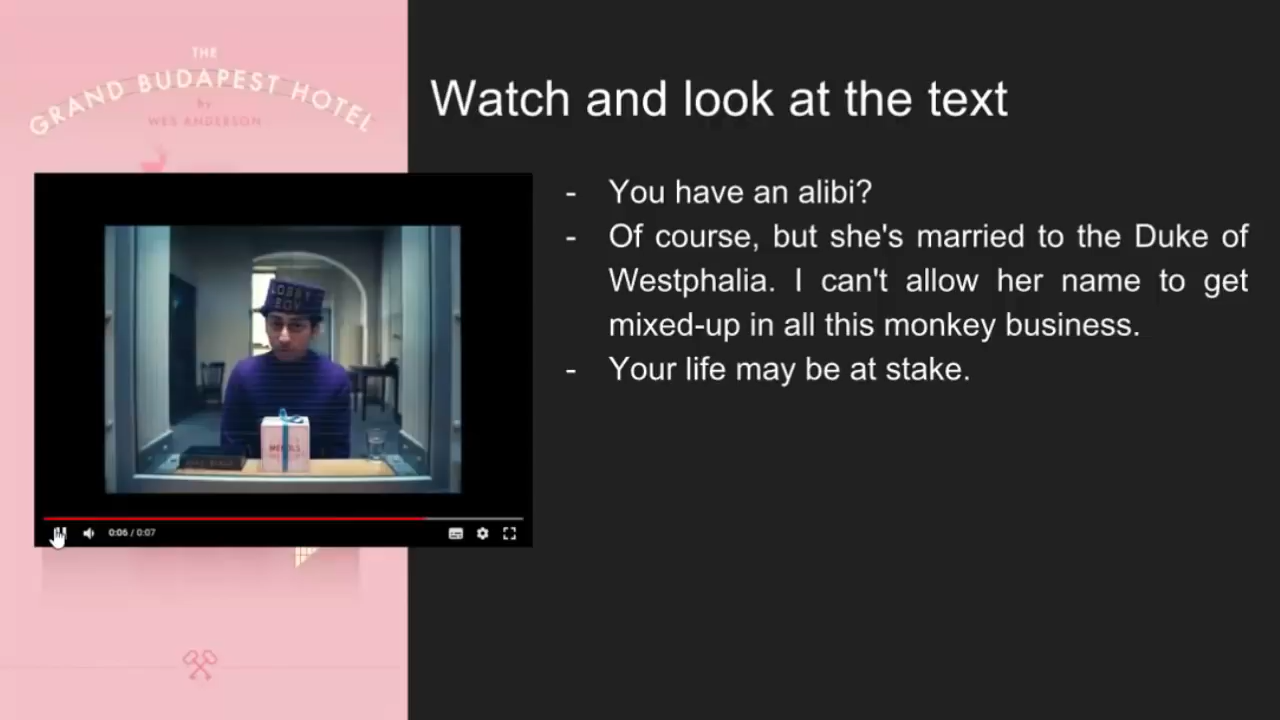 THE
GRAND BUDAPEST HOTEL
by
WES ANDERSON
Watch and look at the text
- You have an alibi?
- Of course, but she's married to the Duke of
Westphalia. I can't allow her name to get
mixed-up in all this monkey business.
- Your life may be at stake.
LOBBY
BOY
MENDL'S
0:06 / 0:07